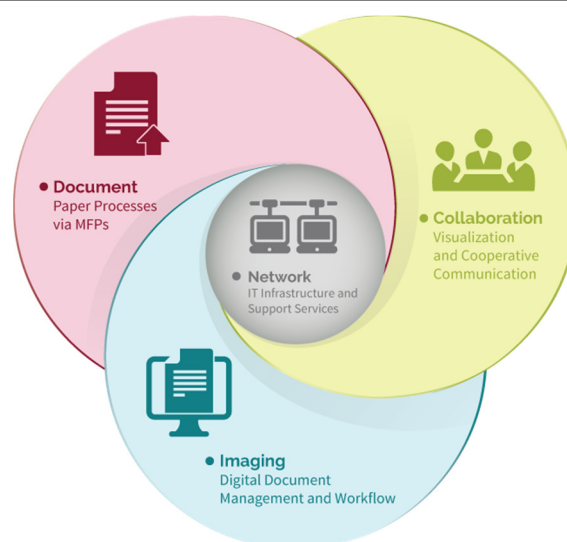 Document
Paper Processes
via MFPs
Collaboration
Visualization
and Cooperative
Communication
Network
IT Infrastructure and
Support Services
Imaging
Digital Document
Management and Workflow